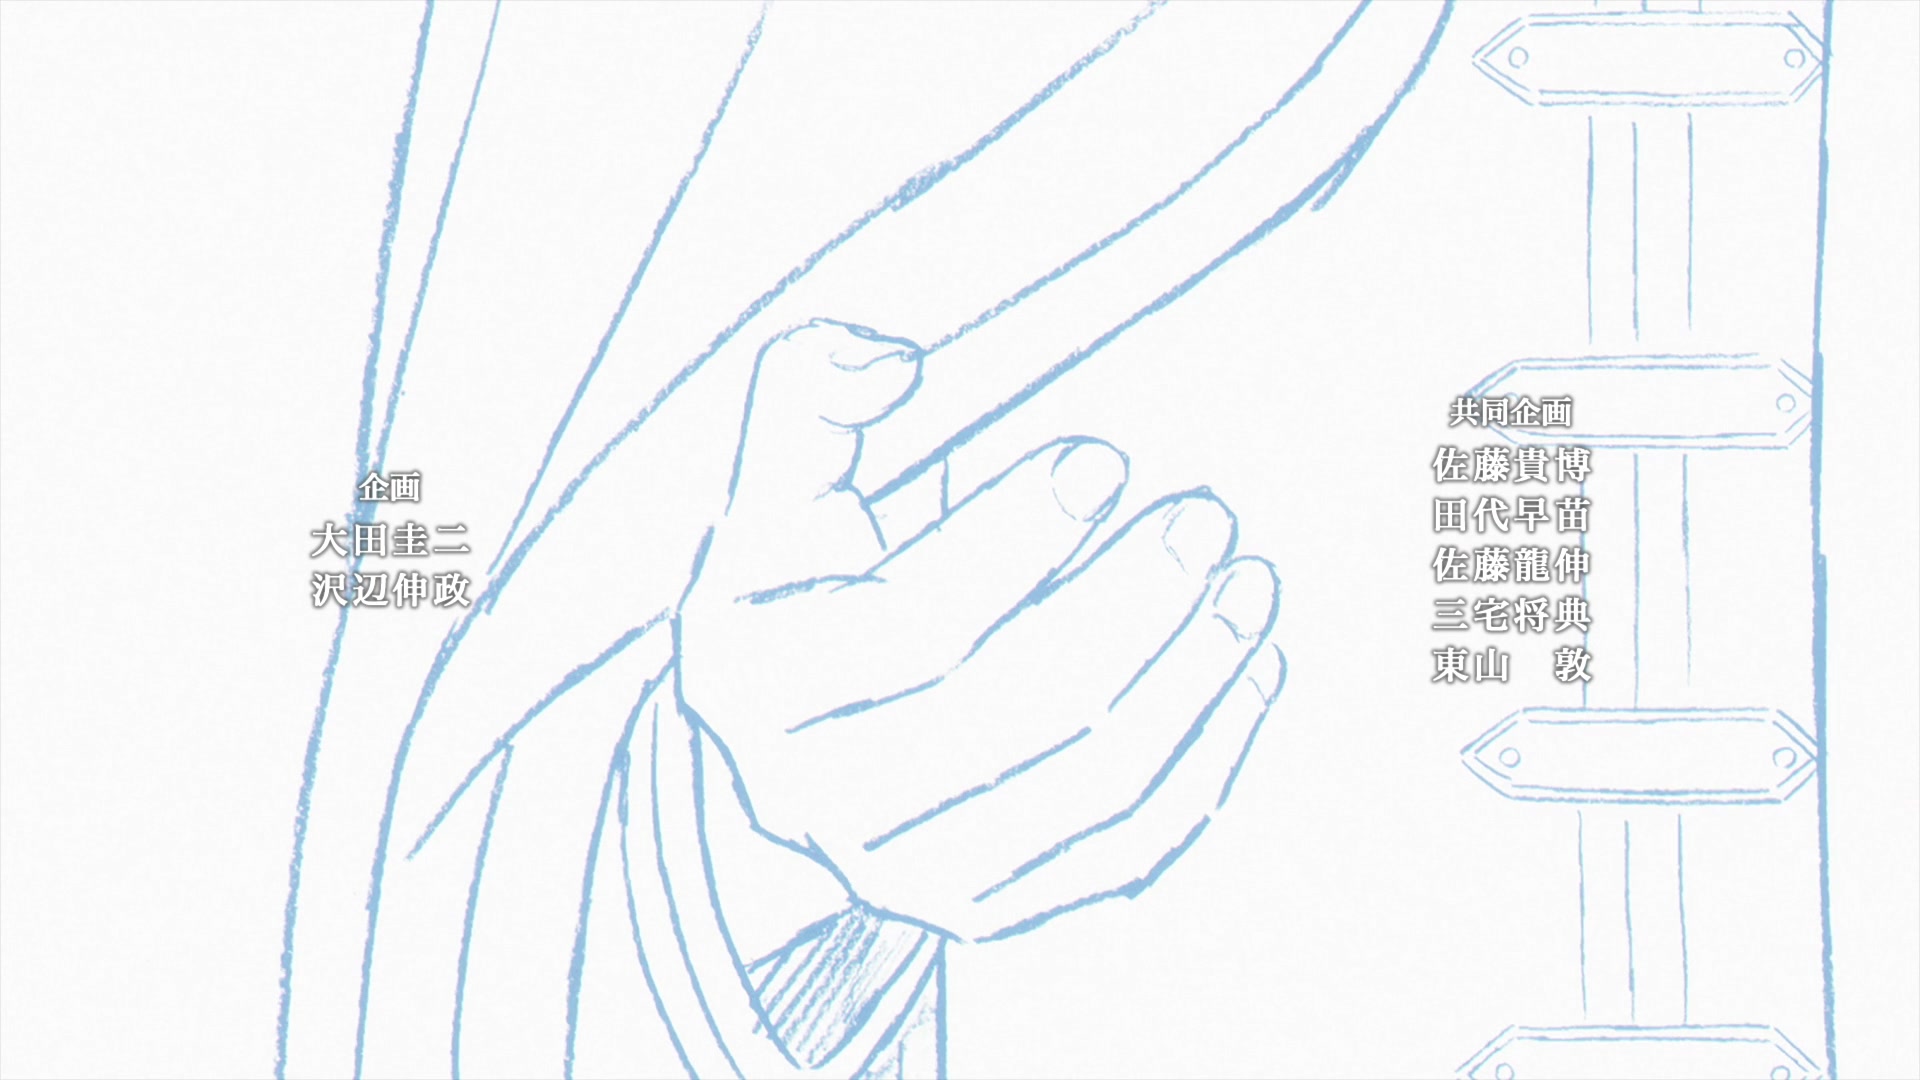 企画
大田圭二
沢辺伸政
共同企画
佐藤貴博
田代早苗
佐藤龍伸
三宅将典
東山　敦